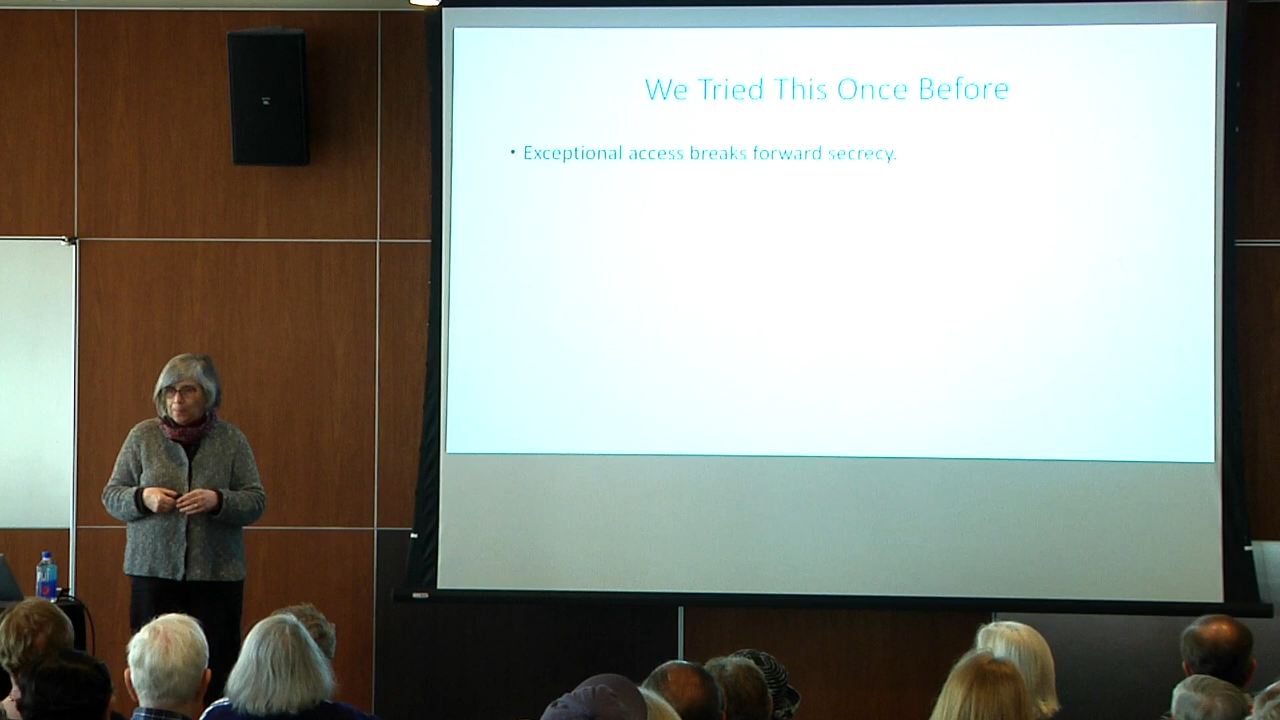 We Tried This Once Before
• Exceptional access breaks forward secrecy.